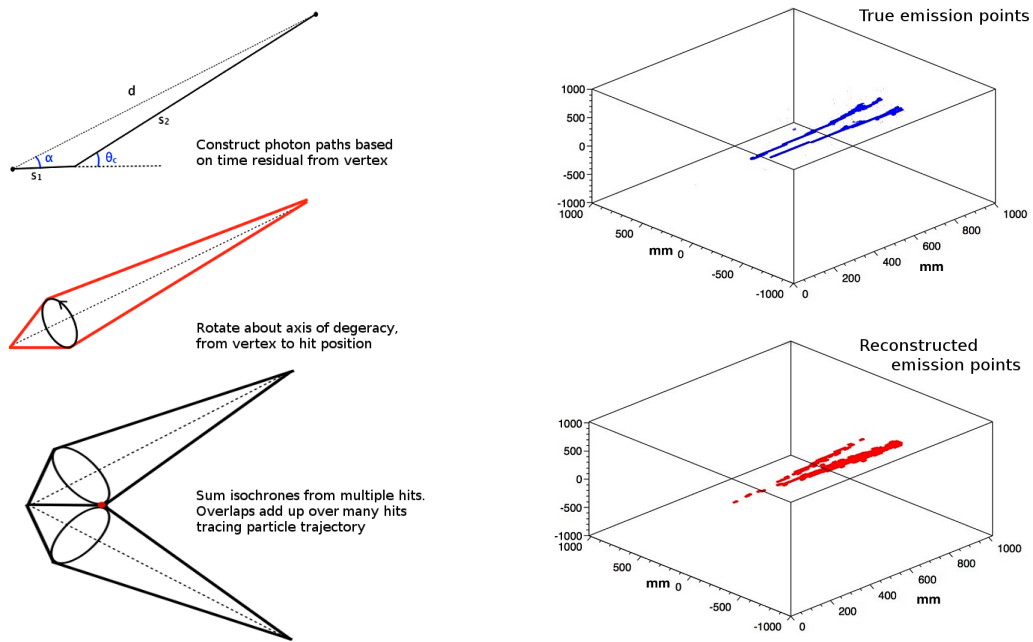 d
s2
α
θc
s1
Construct photon paths based
on time residual from vertex
Rotate about axis of degeracy,
from vertex to hit position
Sum isochrones from multiple hits.
Overlaps add up over many hits
tracing particle trajectory
True emission points
1000
500
0
-500
-1000
1000
500
mm 0
-500
-1000
0
200
400
mm
600
800
1000
Reconstructed
emission points
1000
500
0
-500
-1000
1000
500
mm 0
-500
-1000
0
200
400
mm
600
800
1000